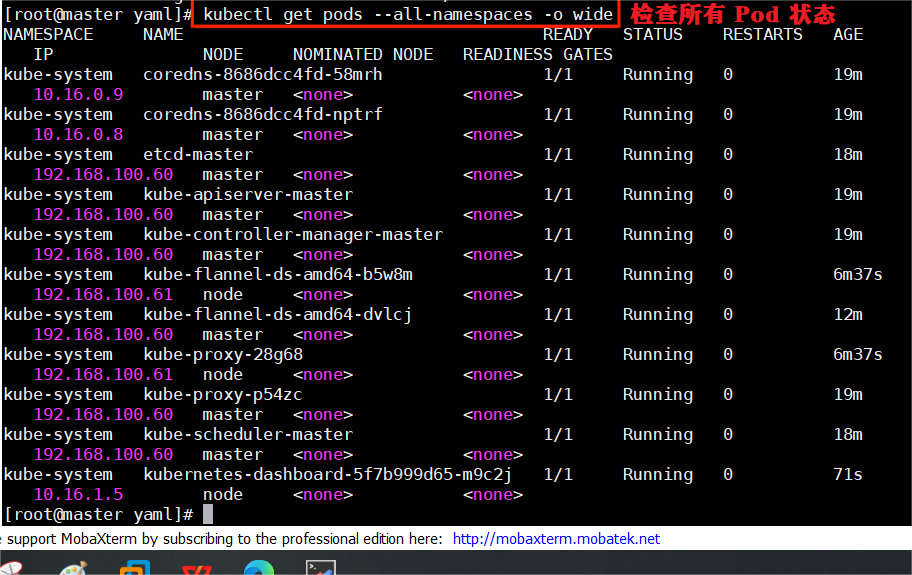 [root@master yaml]# kubectl get pods --all-namespaces -o wide 检查所有 Pod 状态
NAMESPACE NAME READY STATUS RESTARTS AGE
IP NODE NOMINATED NODE READINESS GATES
kube-system coredns-8686dcc4fd-58mrh 1/1 Running 0 19m
10.16.0.9 master <none> <none>
kube-system coredns-8686dcc4fd-nptrf 1/1 Running 0 19m
10.16.0.8 master <none> <none>
kube-system etcd-master 1/1 Running 0 18m
192.168.100.60 master <none> <none>
kube-system kube-apiserver-master 1/1 Running 0 19m
192.168.100.60 master <none> <none>
kube-system kube-controller-manager-master 1/1 Running 0 19m
192.168.100.60 master <none> <none>
kube-system kube-flannel-ds-amd64-b5w8m 1/1 Running 0 6m37s
192.168.100.61 node <none> <none>
kube-system kube-flannel-ds-amd64-dvlcj 1/1 Running 0 12m
192.168.100.60 master <none> <none>
kube-system kube-proxy-28g68 1/1 Running 0 6m37s
192.168.100.61 node <none> <none>
kube-system kube-proxy-p54zc 1/1 Running 0 19m
192.168.100.60 master <none> <none>
kube-system kube-scheduler-master 1/1 Running 0 18m
192.168.100.60 master <none> <none>
kube-system kubernetes-dashboard-5f7b999d65-m9c2j 1/1 Running 0 71s
10.16.1.5 node <none> <none>
[root@master yaml]#
support MobaXterm by subscribing to the professional edition here: http://mobaxterm.mobatek.net